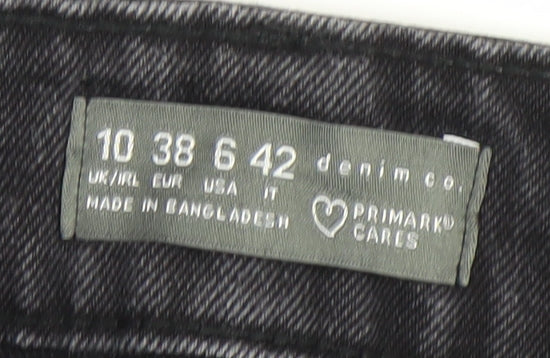 10 38 6 42
UK/IRL EUR USA IT
MADE IN BANGLADESH
denim co.
PRIMARK®
CARES